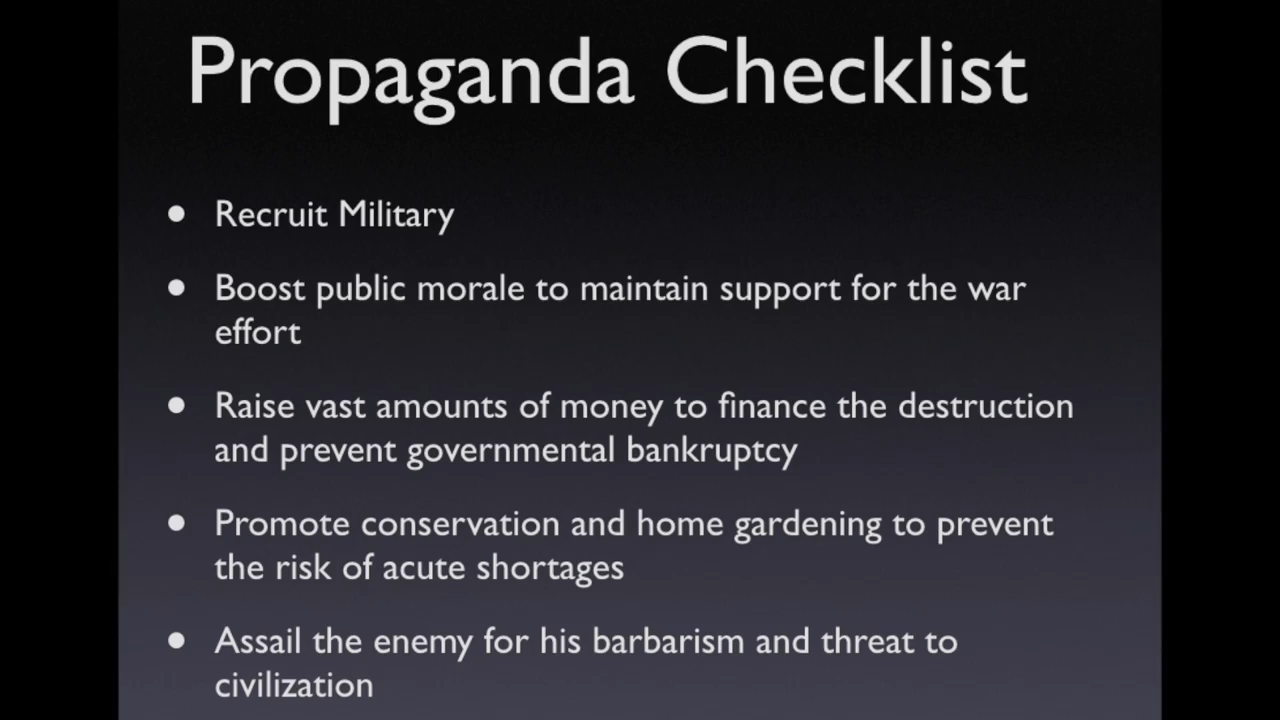 Propaganda Checklist
• Recruit Military
• Boost public morale to maintain support for the war
effort
• Raise vast amounts of money to finance the destruction
and prevent governmental bankruptcy
• Promote conservation and home gardening to prevent
the risk of acute shortages
• Assail the enemy for his barbarism and threat to
civilization